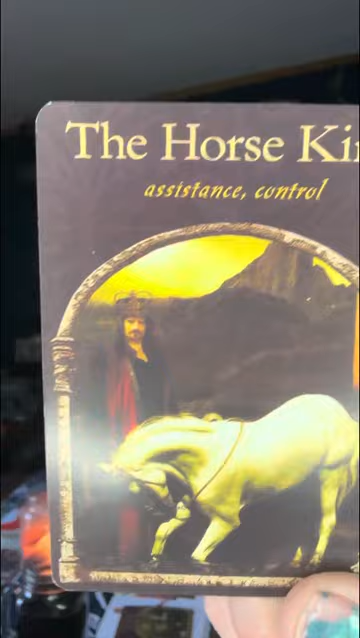 The Horse Ki
assistance, control